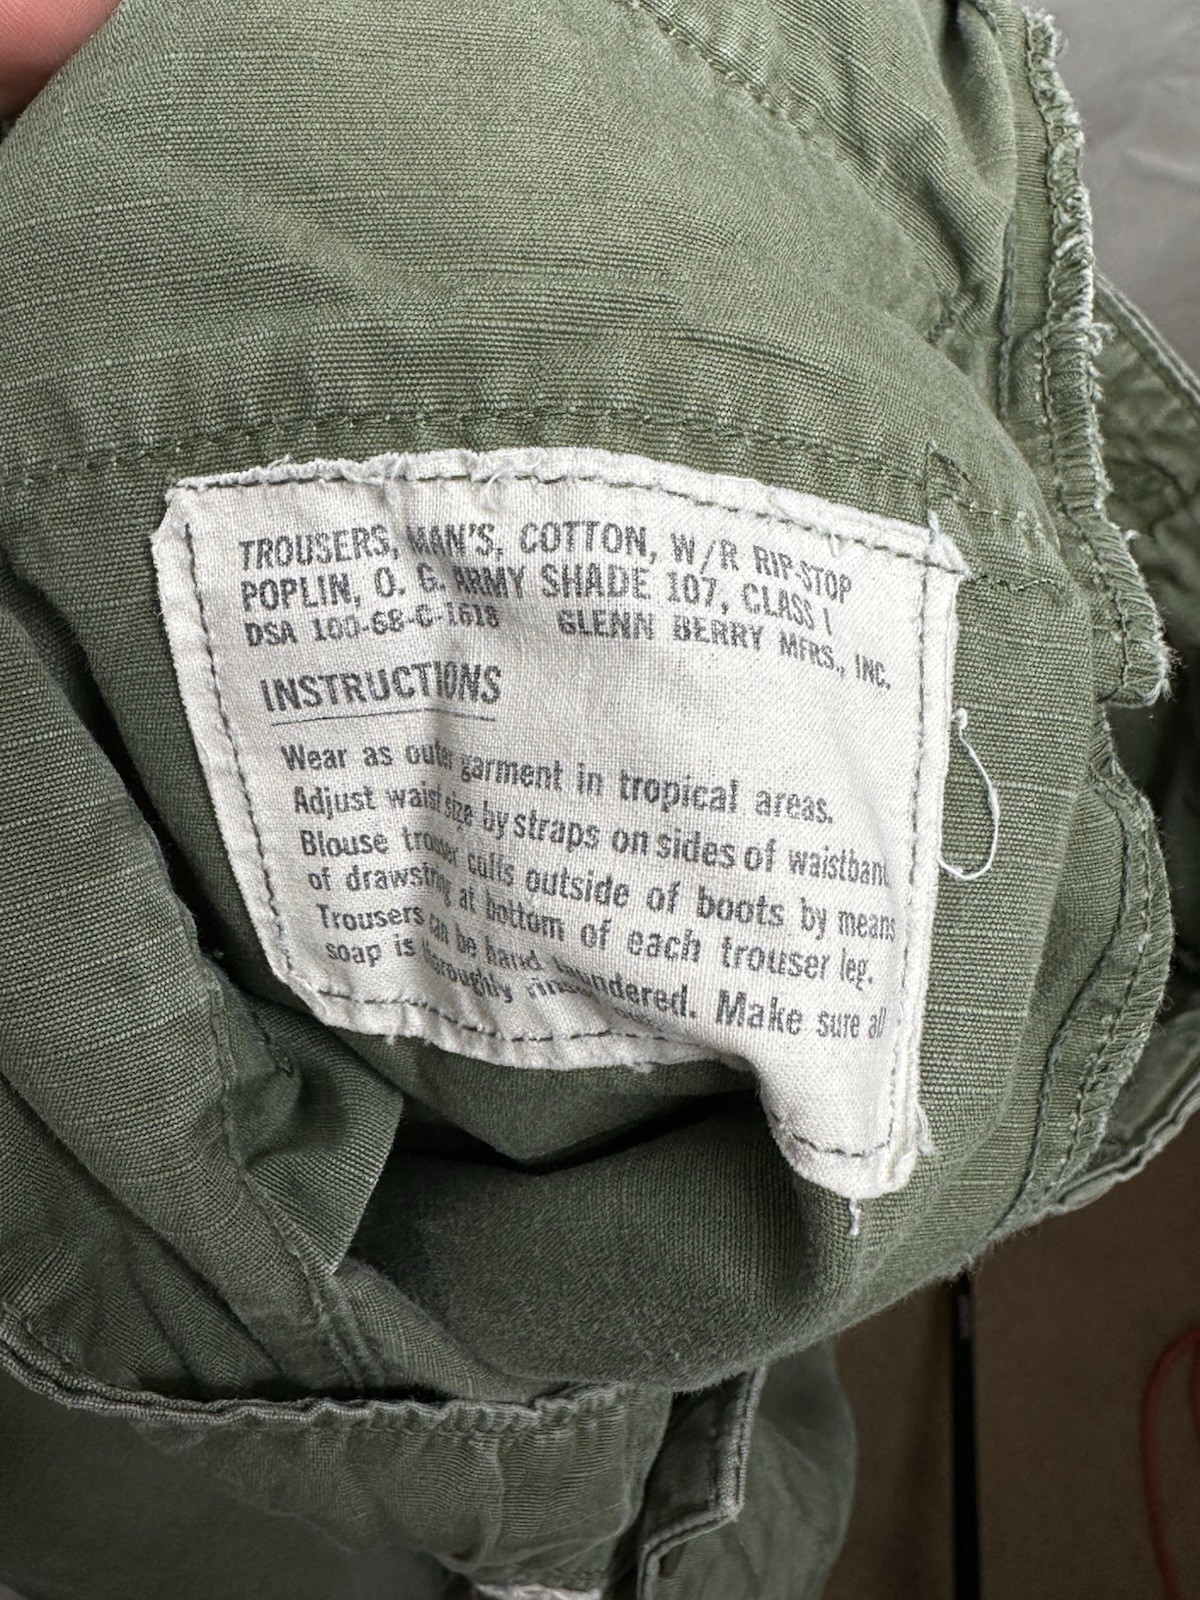 TROUSERS, MAN'S, COTTON, W/R RIP-STOP
POPLIN, O. G. ARMY SHADE 107, CLASS I
DSA 100-68-C-1618 GLENN BERRY MFRS., INC.
INSTRUCTIONS
Wear as outer garment in tropical areas.
Adjust waist size by straps on sides of waistband
Blouse trouser cuffs outside of boots by means
of drawstring at bottom of each trouser leg.
Trousers can be hand laundered. Make sure all
soap is thoroughly